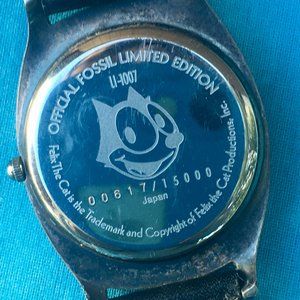 OFFICIAL FOSSIL LIMITED EDITION
LI-1007
00617/15000
Japan
Felix The Cat is the Trademark and Copyright of Felix the Cat Productions, Inc.